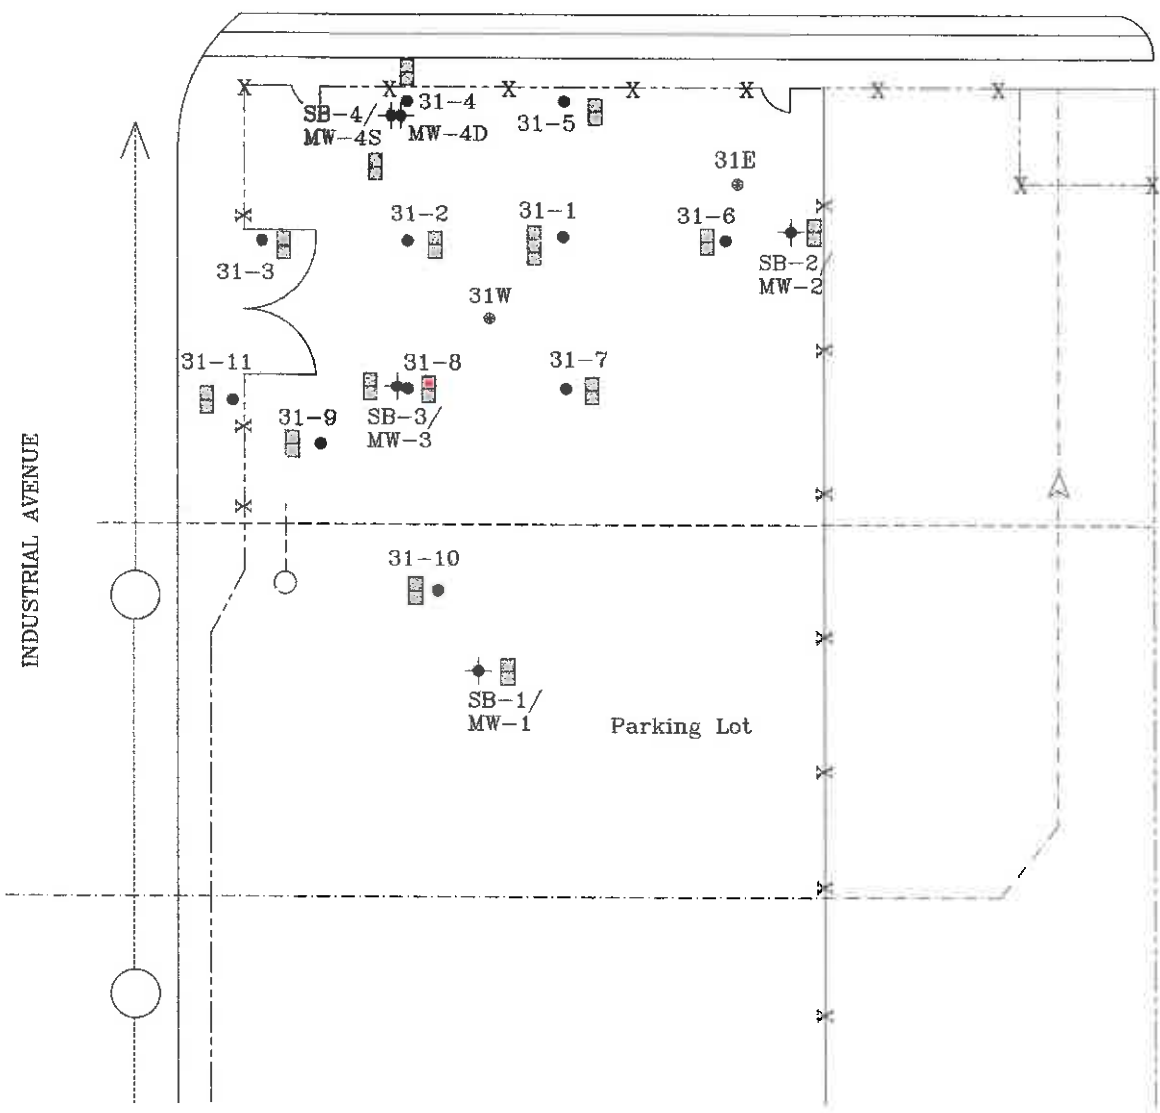 31-4
SB-4/
MW-4S
MW-4D
31-5
31E
31-2
31-1
31-6
31-3
SB-2/
MW-2
31W
31-11
31-8
31-7
SB-3/
MW-3
31-9
INDUSTRIAL AVENUE
31-10
SB-1/
MW-1
Parking Lot